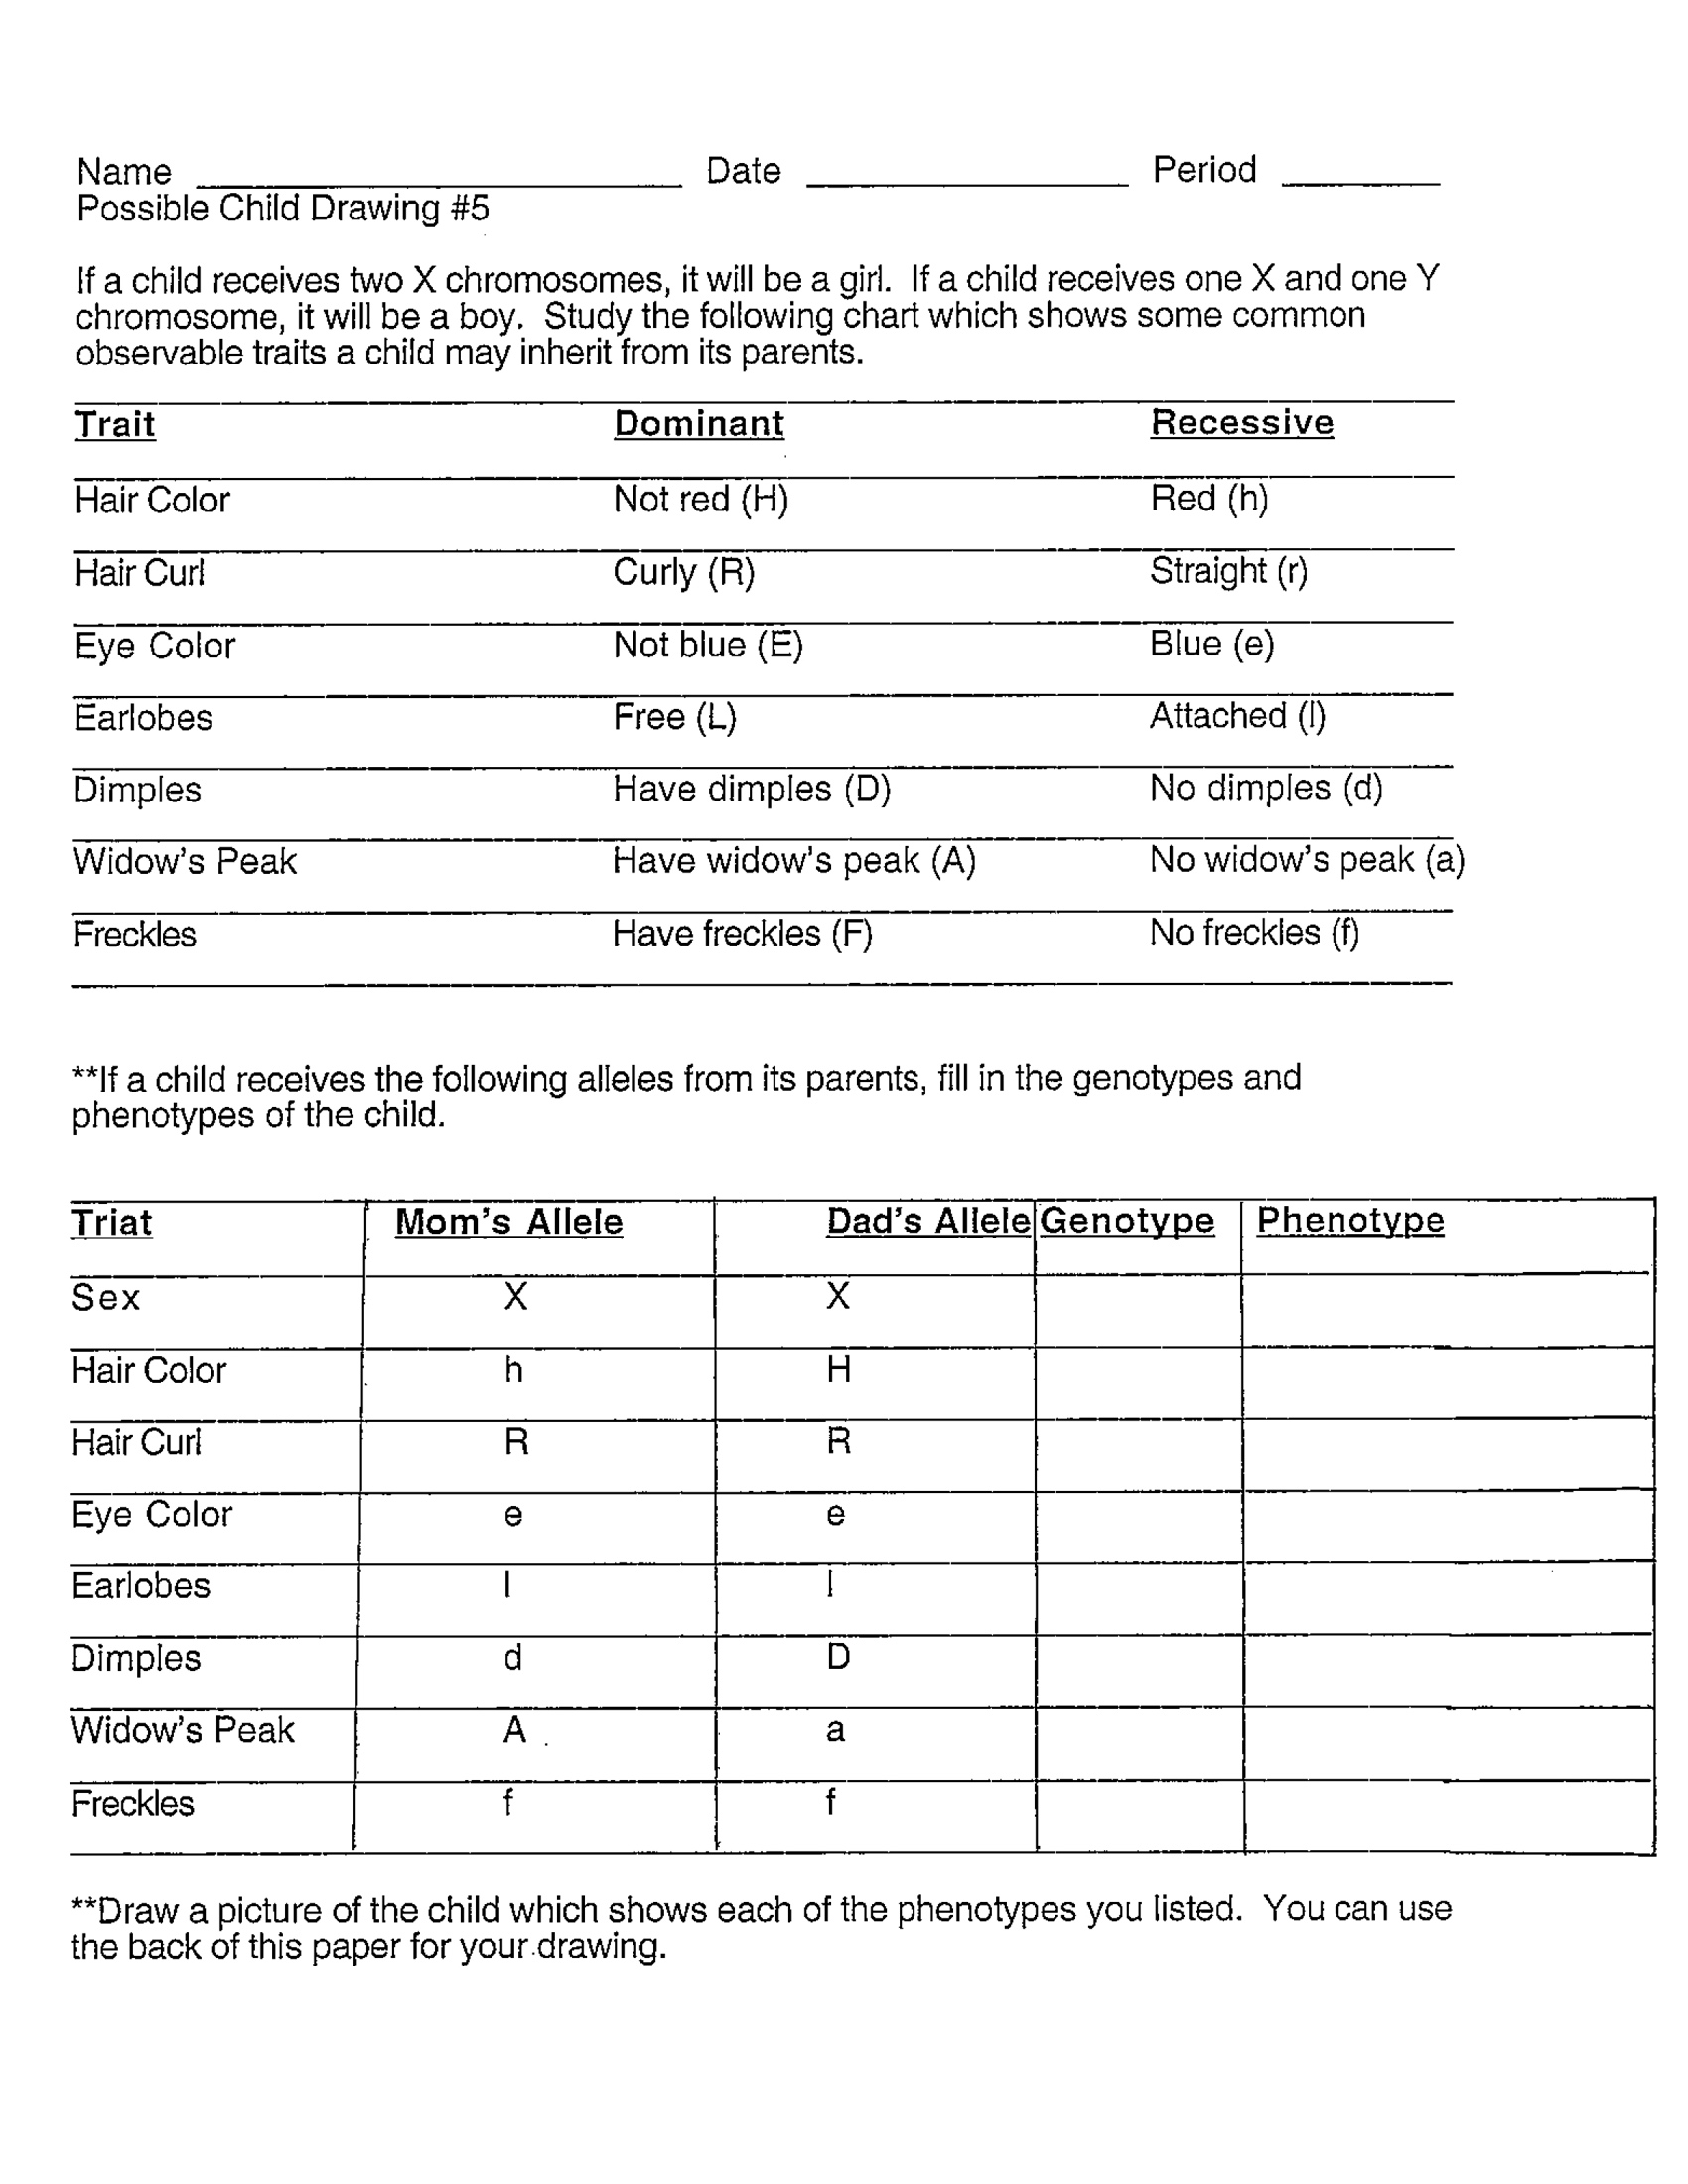 Name ____________ Date ____________ Period ______
Possible Child Drawing #5
If a child receives two X chromosomes, it will be a girl. If a child receives one X and one Y
chromosome, it will be a boy. Study the following chart which shows some common
observable traits a child may inherit from its parents.
Trait Dominant Recessive
Hair Color Not red (H) Red (h)
Hair Curl Curly (R) Straight (r)
Eye Color Not blue (E) Blue (e)
Earlobes Free (L) Attached (l)
Dimples Have dimples (D) No dimples (d)
Widow's Peak Have widow's peak (A) No widow's peak (a)
Freckles Have freckles (F) No freckles (f)
**If a child receives the following alleles from its parents, fill in the genotypes and
phenotypes of the child.
Triat Mom's Allele Dad's Allele Genotype Phenotype
Sex X X
Hair Color h H
Hair Curl R R
Eye Color e e
Earlobes l l
Dimples d D
Widow's Peak A a
Freckles f f
**Draw a picture of the child which shows each of the phenotypes you listed. You can use
the back of this paper for your drawing.